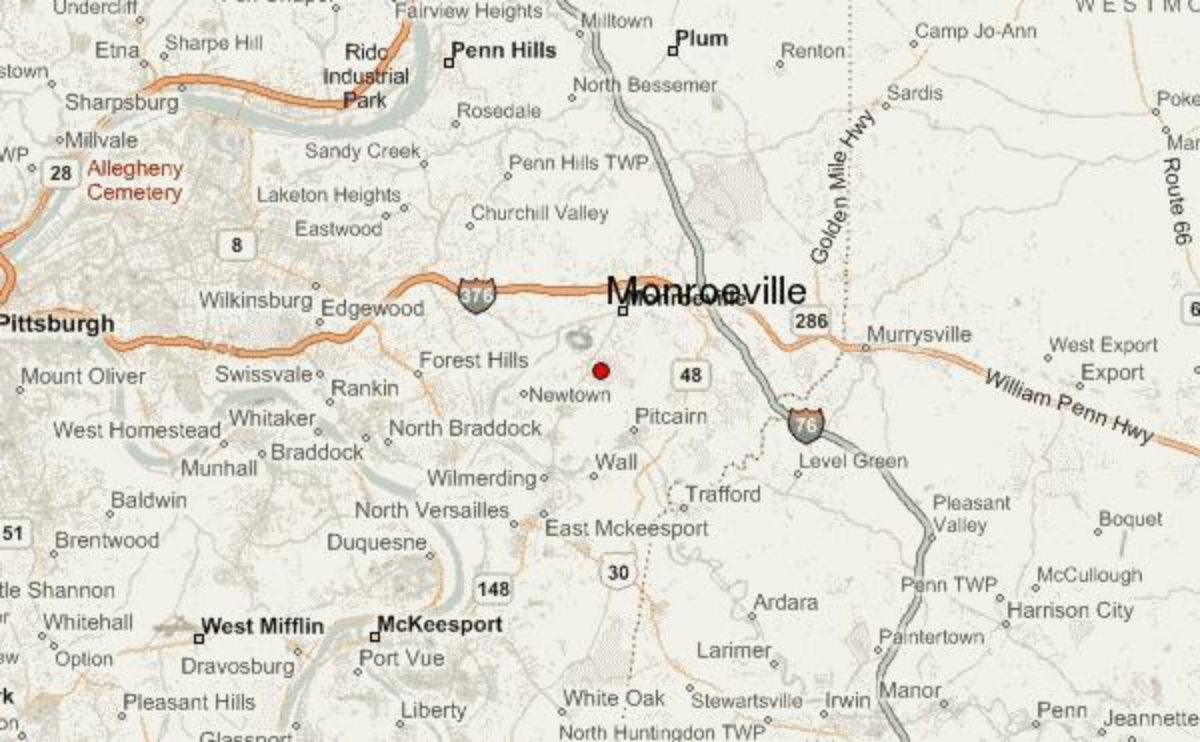 Undercliff
Fairview Heights
Milltown
WESTMO
Camp Jo-Ann
Etna
Sharpe Hill
Ridc
Industrial
Park
Penn Hills
Plum
Renton
stown
North Bessemer
Sardis
Sharpsburg
Rosedale
Poke
Millvale
Mar
WP
28
Allegheny
Cemetery
Sandy Creek
Penn Hills TWP
Golden Mile Hwy
Route 66
Laketon Heights
Churchill Valley
Eastwood
8
Wilkinsburg
376
Monroeville
Monroeville
6
Edgewood
286
Pittsburgh
Murrysville
West Export
Forest Hills
Export
Mount Oliver
Swissvale
48
William Penn Hwy
Rankin
Newtown
Whitaker
Pitcairn
76
West Homestead
North Braddock
Braddock
Munhall
Wall
Level Green
Wilmerding
Baldwin
Trafford
North Versailles
Pleasant
Valley
51
Brentwood
East Mckeesport
Boquet
Duquesne
30
148
tle Shannon
Penn TWP
McCullough
Ardara
Harrison City
Whitehall
West Mifflin
McKeesport
Paintertown
Option
Dravosburg
Port Vue
Larimer
rk
Pleasant Hills
Liberty
White Oak
Stewartsville
Irwin
Manor
Penn
Jeannette
on
Glassport
North Huntingdon TWP